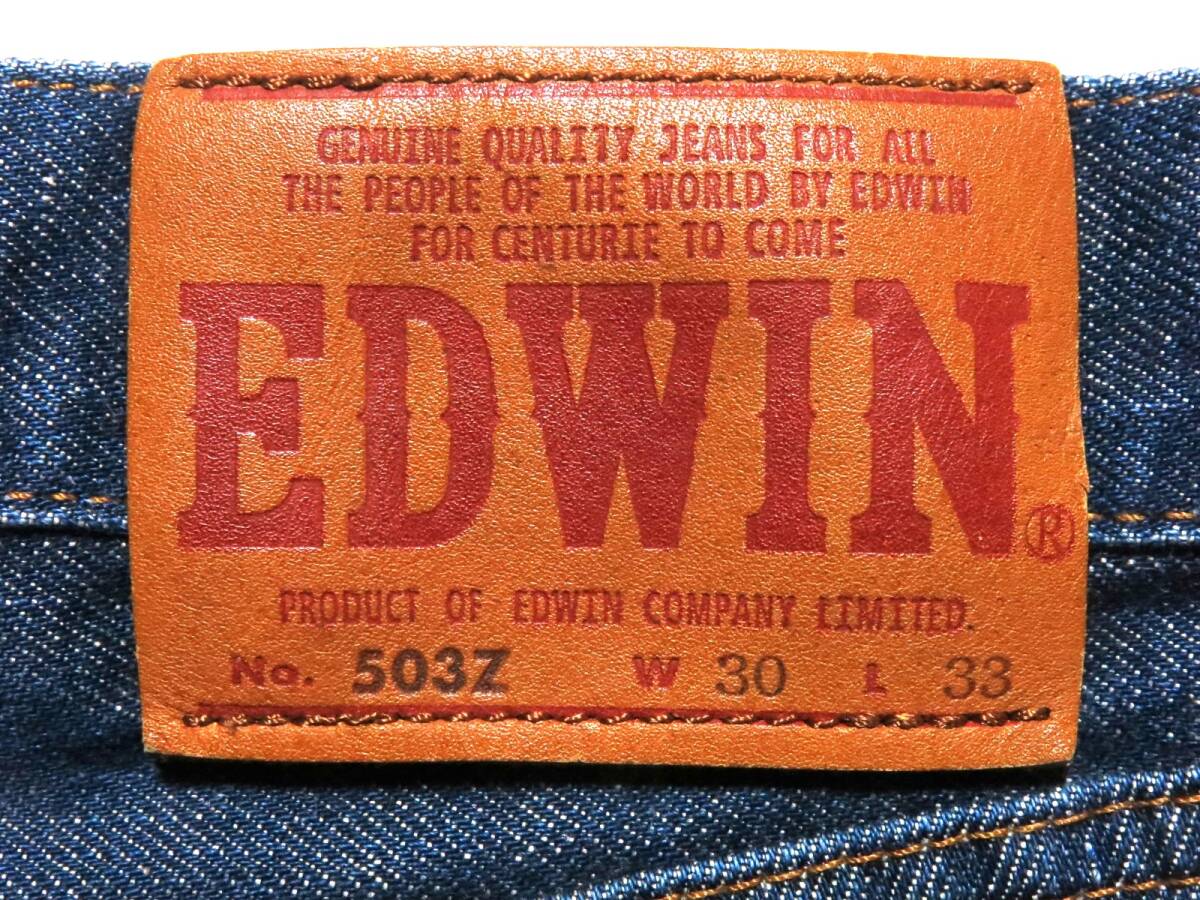 GENUINE QUALITY JEANS FOR ALL
THE PEOPLE OF THE WORLD BY EDWIN
FOR CENTURIE TO COME
EDWIN®
PRODUCT OF EDWIN COMPANY LIMITED.
No. 503Z W 30 L 33